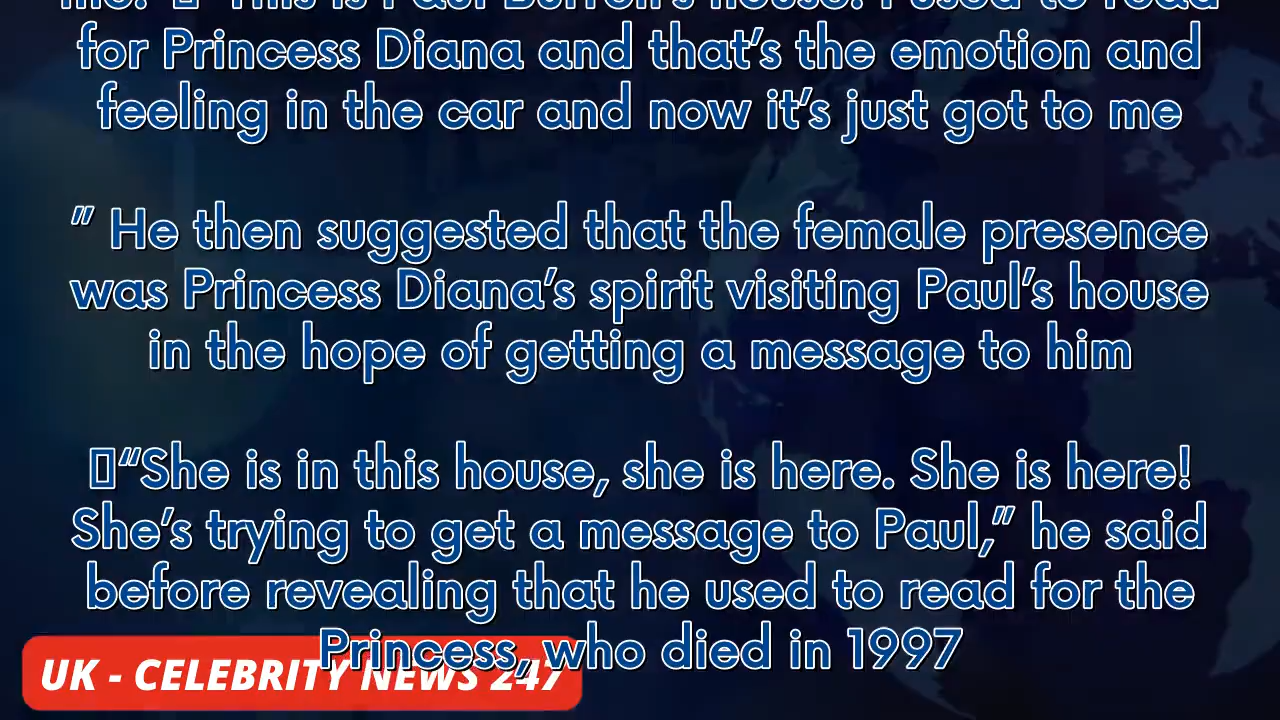 for Princess Diana and that's the emotion and
feeling in the car and now it's just got to me
" He then suggested that the female presence
was Princess Diana's spirit visiting Paul's house
in the hope of getting a message to him
“She is in this house, she is here. She is here!
She's trying to get a message to Paul,” he said
before revealing that he used to read for the
Princess, who died in 1997
UK - CELEBRITY NEWS 247